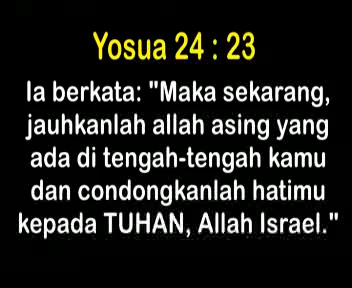 Yosua 24 : 23
Ia berkata: "Maka sekarang,
jauhkanlah allah asing yang
ada di tengah-tengah kamu
dan condongkanlah hatimu
kepada TUHAN, Allah Israel."